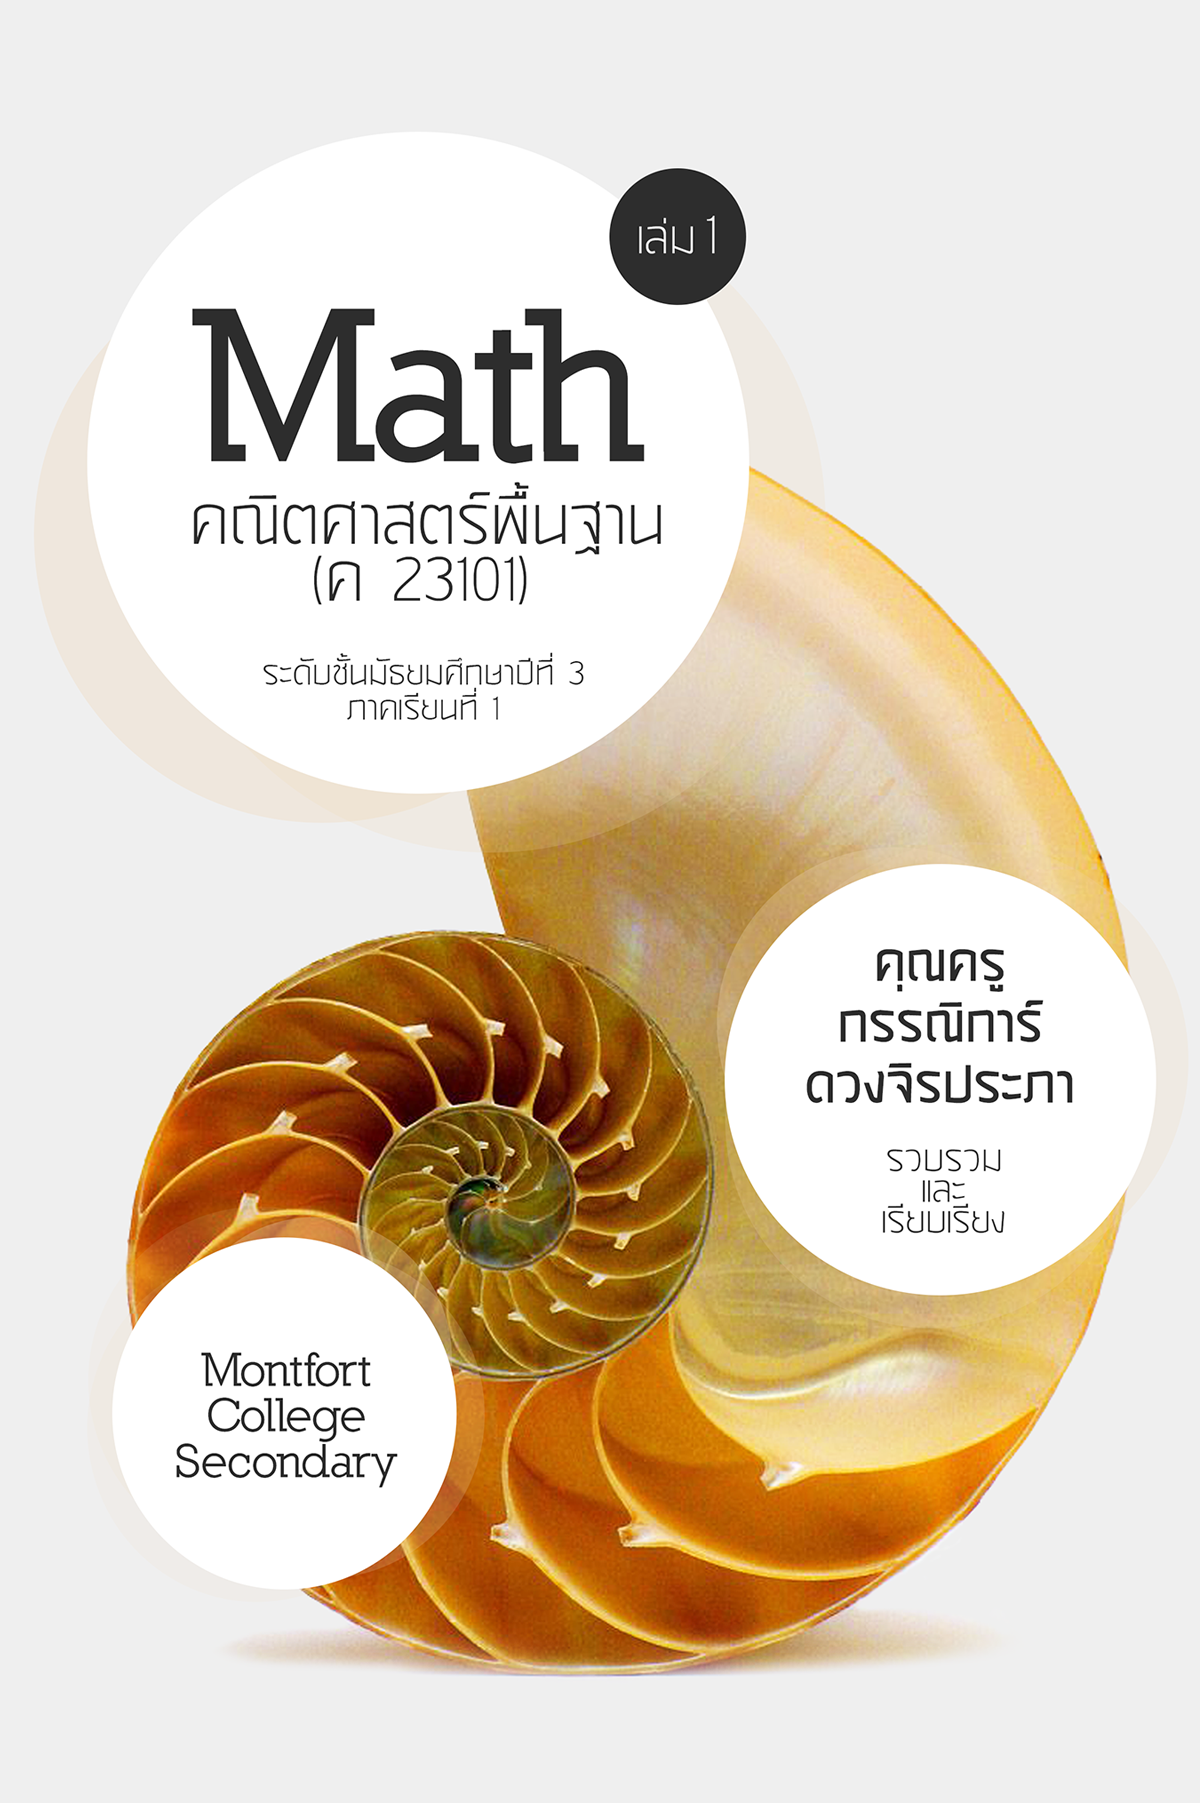 เล่ม 1
Math
คณิตศาสตร์พื้นฐาน
(ค 23101)
ระดับชั้นมัธยมศึกษาปีที่ 3
ภาคเรียนที่ 1
คุณครู
กรรณิการ์
ดวงจิรประภา
รวบรวม
และ
เรียบเรียง
Montfort
College
Secondary